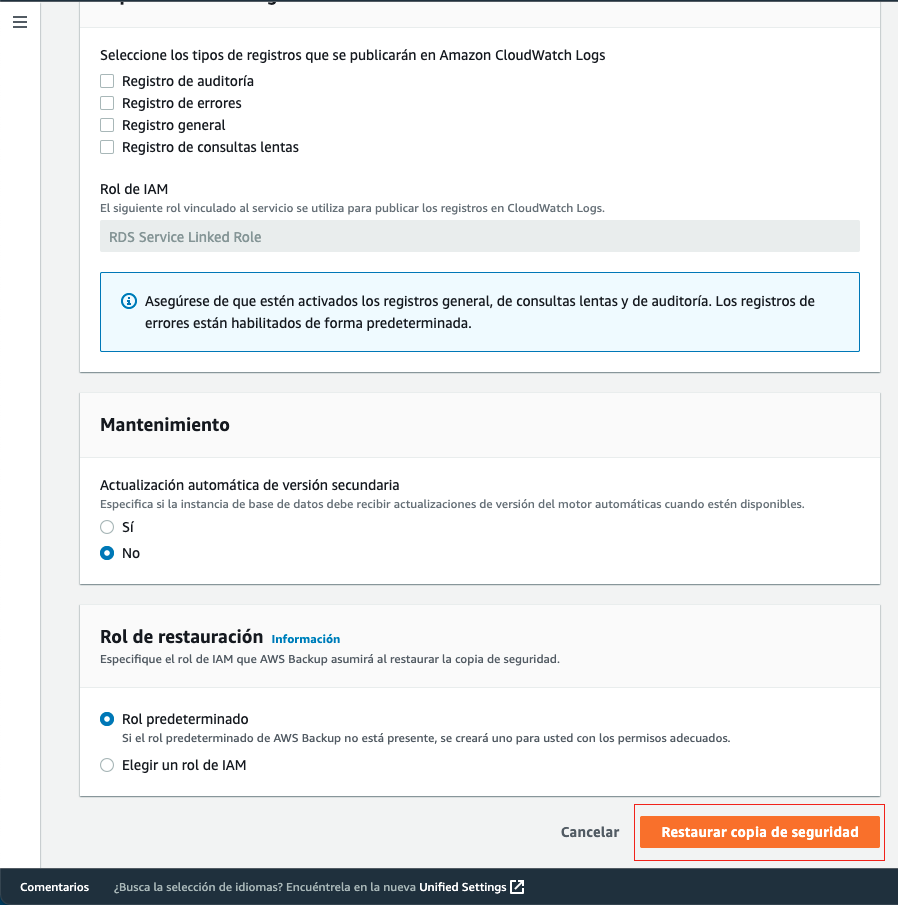 Seleccione los tipos de registros que se publicarán en Amazon CloudWatch Logs
Registro de auditoría
Registro de errores
Registro general
Registro de consultas lentas
Rol de IAM
El siguiente rol vinculado al servicio se utiliza para publicar los registros en CloudWatch Logs.
RDS Service Linked Role
Asegúrese de que estén activados los registros general, de consultas lentas y de auditoría. Los registros de
errores están habilitados de forma predeterminada.
Mantenimiento
Actualización automática de versión secundaria
Especifica si la instancia de base de datos debe recibir actualizaciones de versión del motor automáticas cuando estén disponibles.
Sí
No
Rol de restauración Información
Especifique el rol de IAM que AWS Backup asumirá al restaurar la copia de seguridad.
Rol predeterminado
Si el rol predeterminado de AWS Backup no está presente, se creará uno para usted con los permisos adecuados.
Elegir un rol de IAM
Cancelar Restaurar copia de seguridad
Comentarios ¿Busca la selección de idiomas? Encuéntrela en la nueva Unified Settings